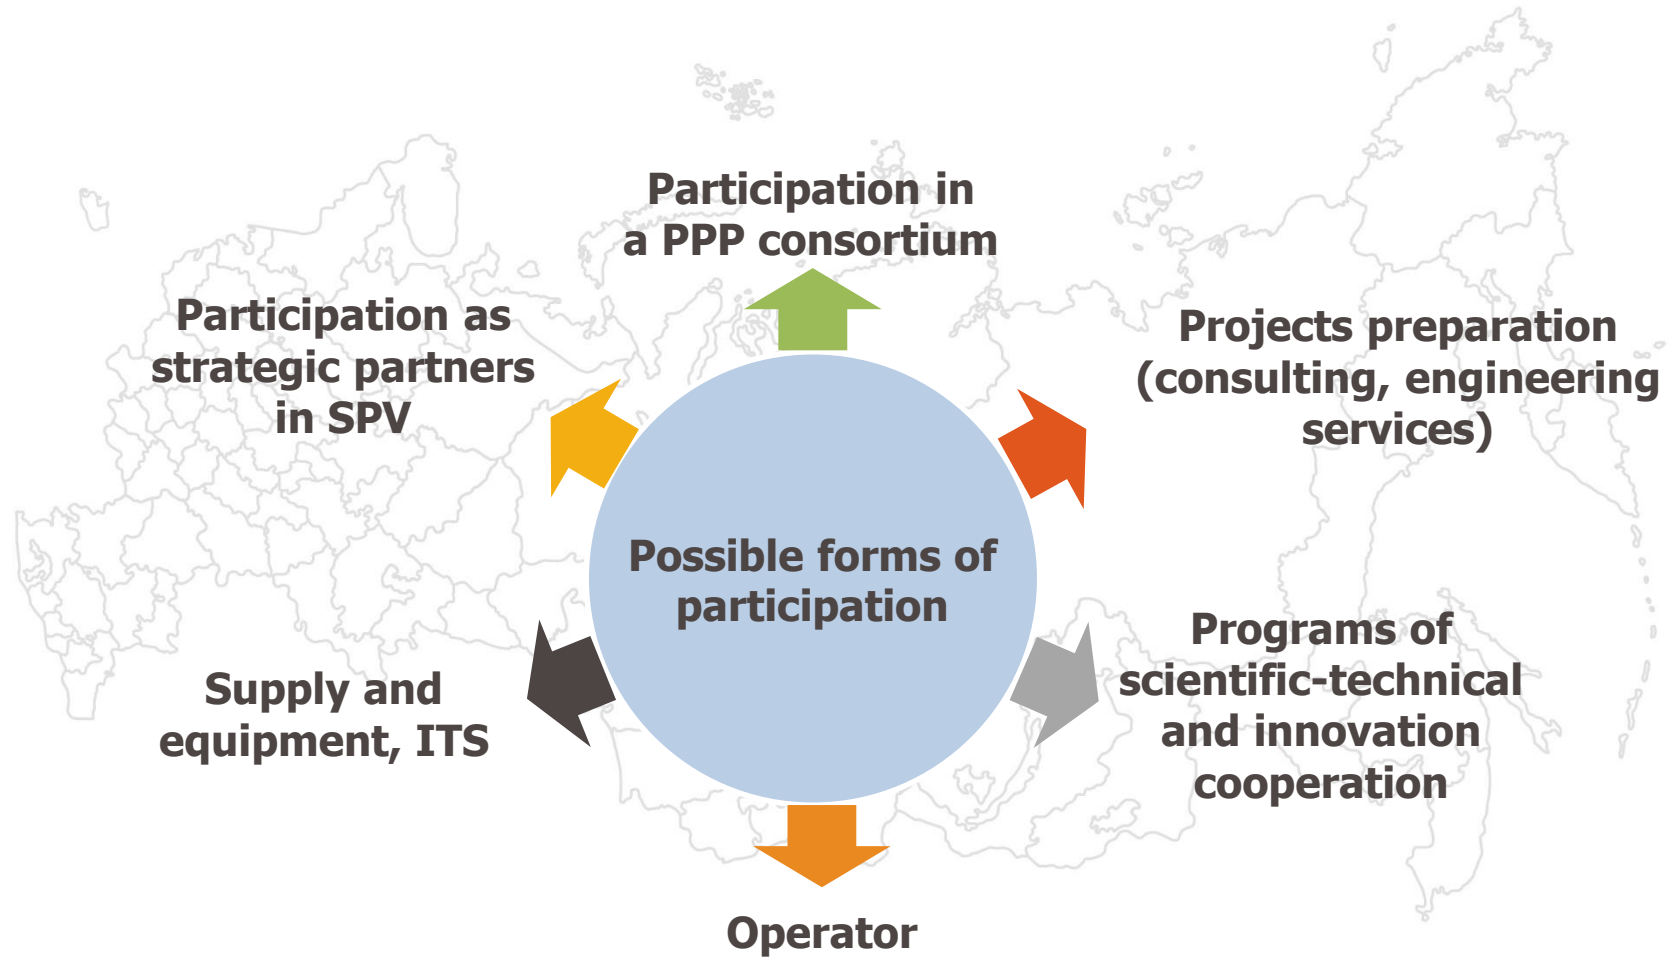 Participation in
a PPP consortium
Participation as
strategic partners
in SPV
Projects preparation
(consulting, engineering
services)
Possible forms of
participation
Supply and
equipment, ITS
Programs of
scientific-technical
and innovation
cooperation
Operator